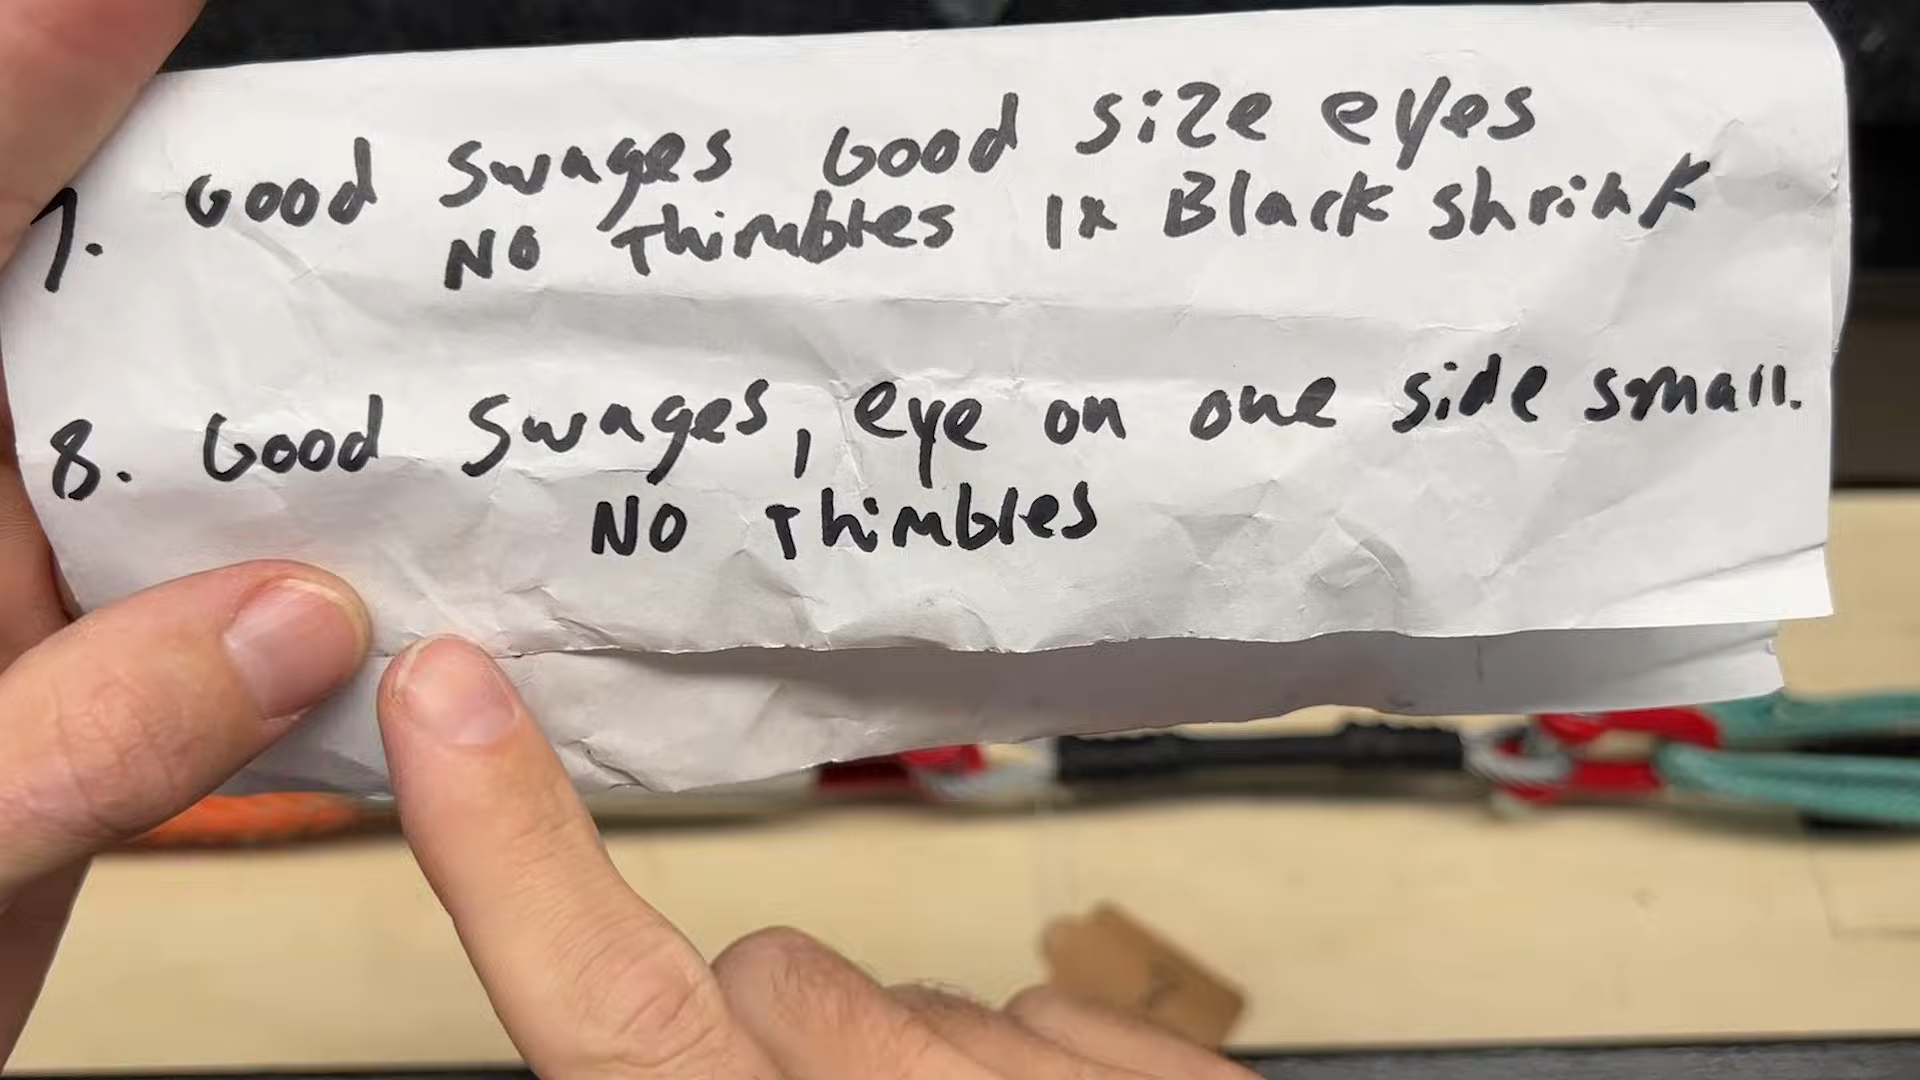 7. Good Swages Good size eyes
NO Thimbles 1x Black shrink
8. Good Swages, eye on one side small.
NO Thimbles